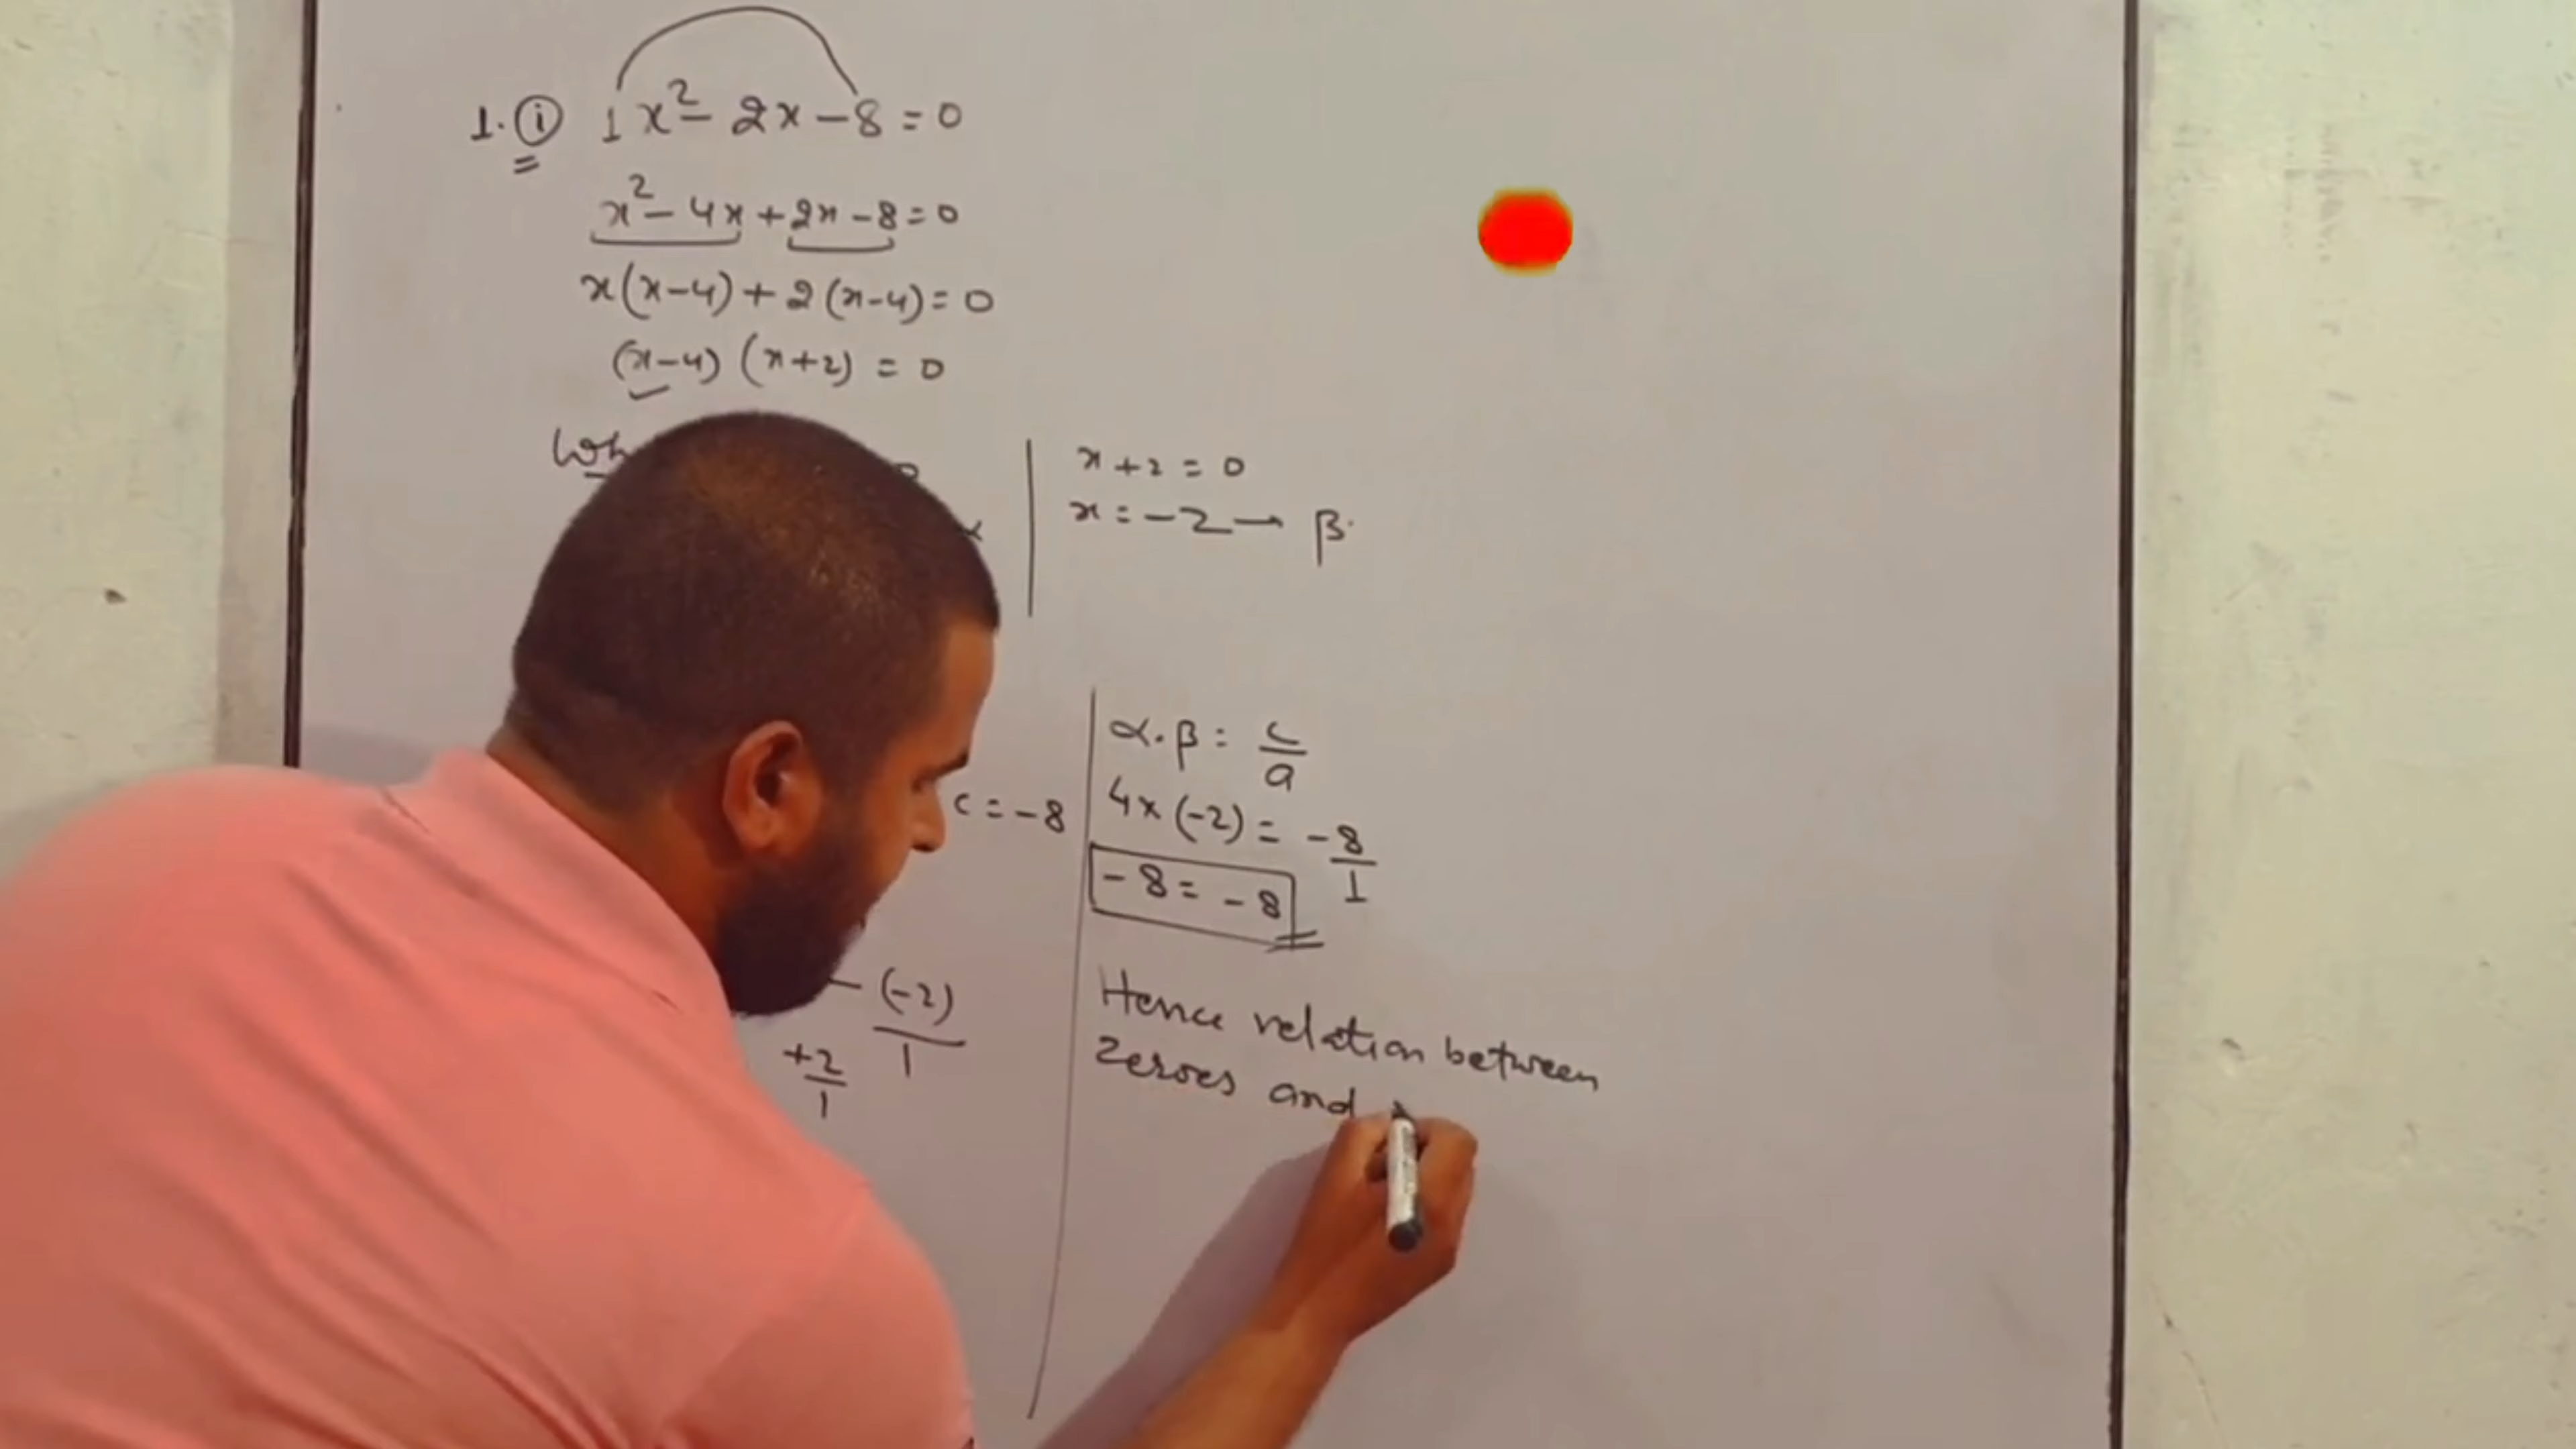 1. (i) 1x² - 2x - 8 = 0
x² - 4x + 2x - 8 = 0
x(x-4) + 2(x-4) = 0
(x-4) (x+2) = 0
x + 2 = 0
x = -2 → β
α.β = c/a
c = -8
4x(-2) = -8/1
-8 = -8
-(-2)/1
+2/1
Hence relation between
Zeroes and